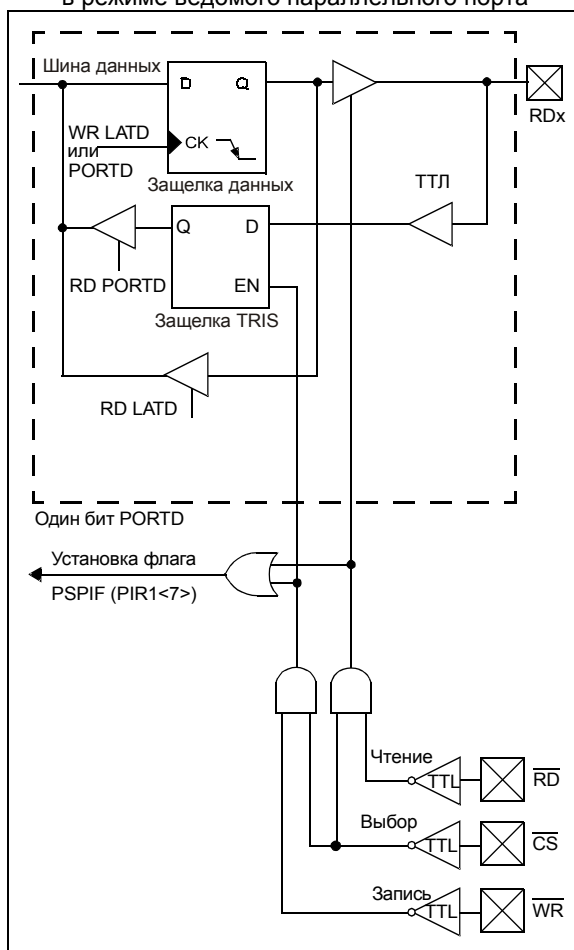 в режиме ведомого параллельного порта
Шина данных
D
Q
RDx
WR LATD
или
PORTD
CK
Защелка данных
ТТЛ
Q
D
RD PORTD
EN
Защелка TRIS
RD LATD
Один бит PORTD
Установка флага
PSPIF (PIR1<7>)
Чтение
TTL
RD
Выбор
TTL
CS
Запись
TTL
WR